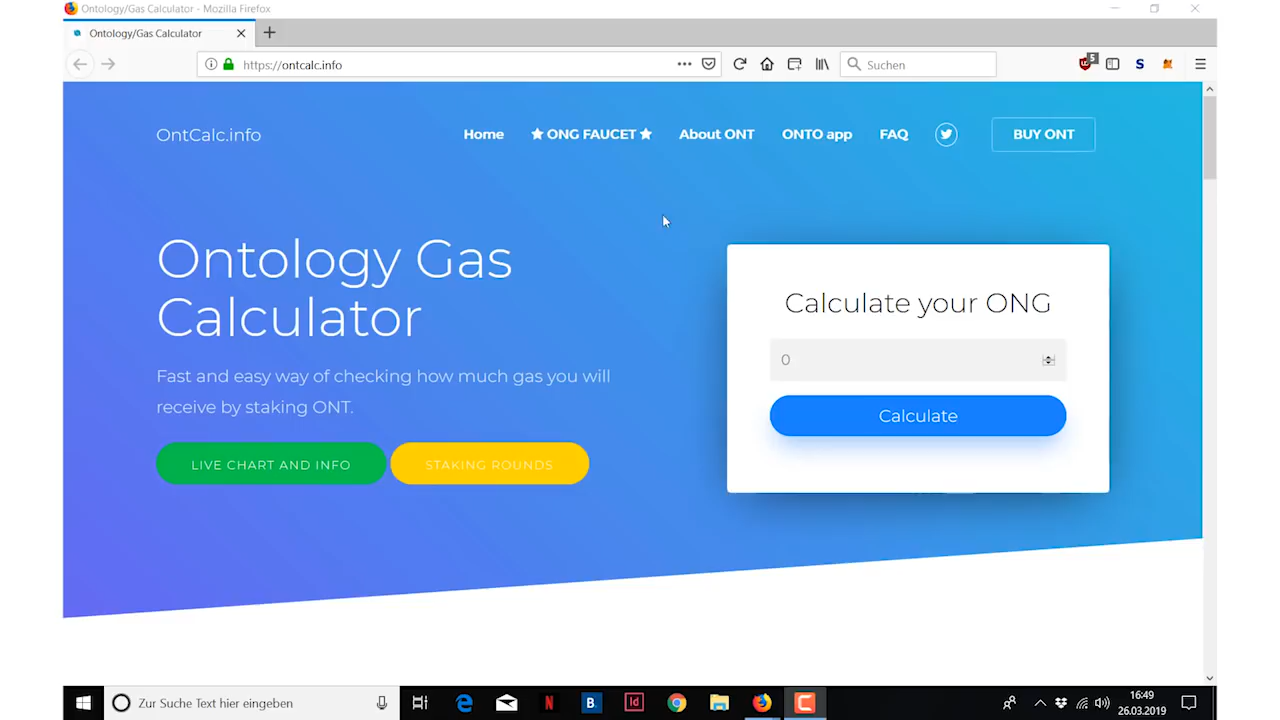 Ontology/Gas Calculator - Mozilla Firefox
Ontology/Gas Calculator
https://ontcalc.info
Suchen
5
S
OntCalc.info
Home
★ ONG FAUCET ★
About ONT
ONTO app
FAQ
BUY ONT
Ontology Gas
Calculator
Fast and easy way of checking how much gas you will
receive by staking ONT.
LIVE CHART AND INFO
STAKING ROUNDS
Calculate your ONG
0
Calculate
Zur Suche Text hier eingeben
N
B.
Id
16:49
26.03.2019